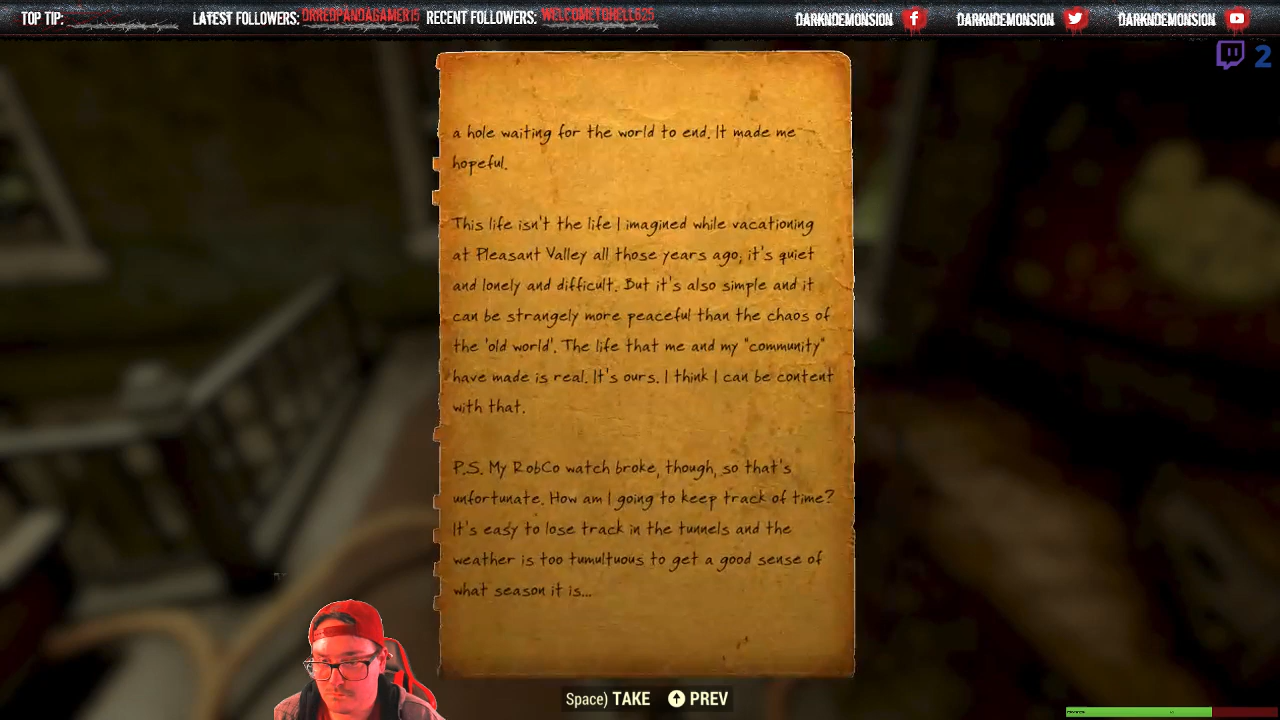 TOP TIP:
LATEST FOLLOWERS: DRREDPANDAGAMER15 RECENT FOLLOWERS: WELCOMETOHELL625
DARKNDEMONSION DARKNDEMONSION DARKNDEMONSION
2
a hole waiting for the world to end. It made me
hopeful.
This life isn't the life I imagined while vacationing
at Pleasant Valley all those years ago, it's quiet
and lonely and difficult. But it's also simple and it
can be strangely more peaceful than the chaos of
the 'old world'. The life that me and my "community"
have made is real. It's ours. I think I can be content
with that.
P.S. My RobCo watch broke, though, so that's
unfortunate. How am I going to keep track of time?
It's easy to lose track in the tunnels and the
weather is too tumultuous to get a good sense of
what season it is...
Space) TAKE PREV